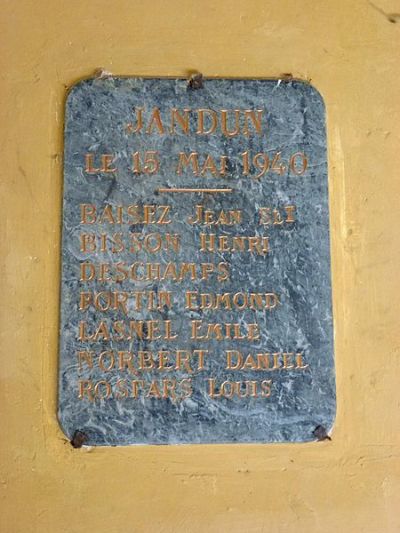 JANDUN
LE 15 MAI 1940
BAISEZ JEAN SLT
BISSON HENRI
DESCHAMPS
FORTIN EDMOND
LASNEL EMILE
NORBERT DANIEL
ROSPARS LOUIS